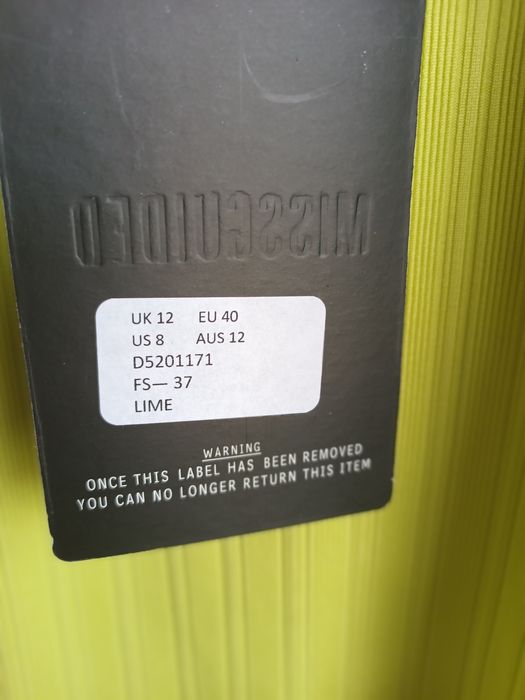 MISSGUIDED
UK 12 EU 40
US 8 AUS 12
D5201171
FS— 37
LIME
WARNING
ONCE THIS LABEL HAS BEEN REMOVED
YOU CAN NO LONGER RETURN THIS ITEM